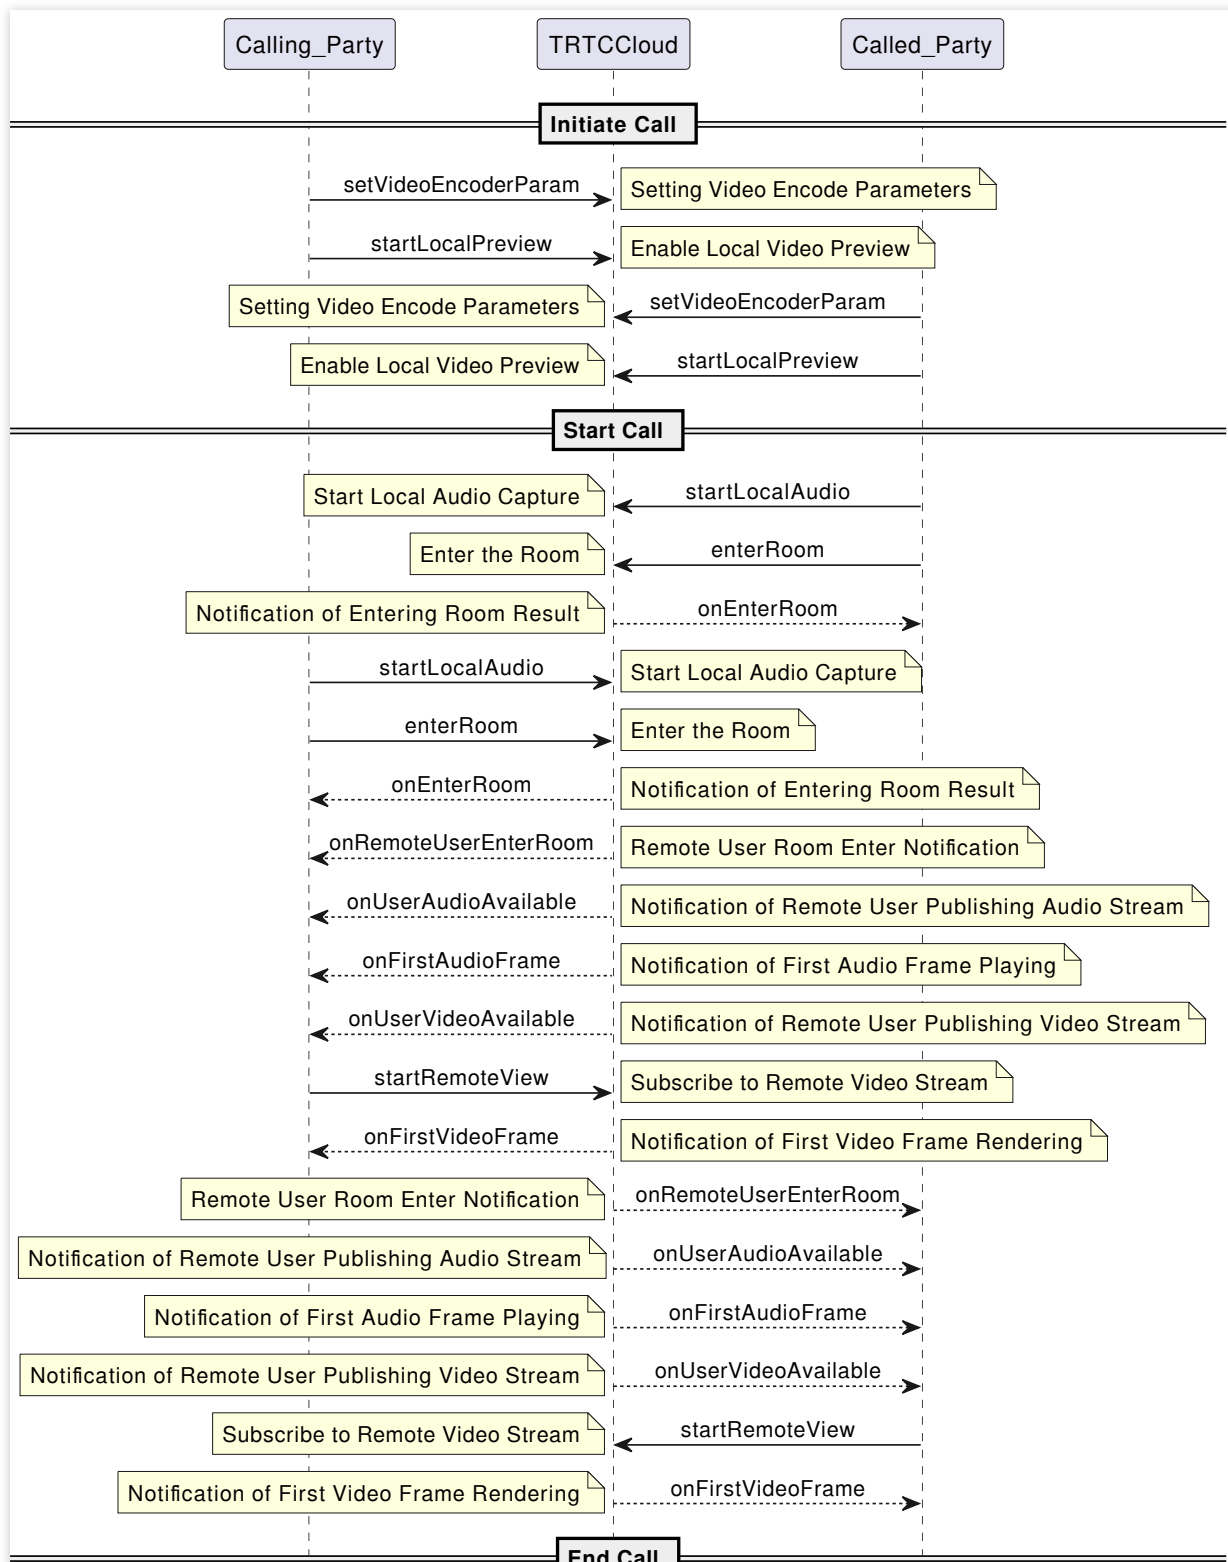 Calling_Party TRTCCloud Called_Party
Initiate Call
setVideoEncoderParam Setting Video Encode Parameters
startLocalPreview Enable Local Video Preview
Setting Video Encode Parameters setVideoEncoderParam
Enable Local Video Preview startLocalPreview
Start Call
Start Local Audio Capture startLocalAudio
Enter the Room enterRoom
Notification of Entering Room Result onEnterRoom
startLocalAudio Start Local Audio Capture
enterRoom Enter the Room
onEnterRoom Notification of Entering Room Result
onRemoteUserEnterRoom Remote User Room Enter Notification
onUserAudioAvailable Notification of Remote User Publishing Audio Stream
onFirstAudioFrame Notification of First Audio Frame Playing
onUserVideoAvailable Notification of Remote User Publishing Video Stream
startRemoteView Subscribe to Remote Video Stream
onFirstVideoFrame Notification of First Video Frame Rendering
Remote User Room Enter Notification onRemoteUserEnterRoom
Notification of Remote User Publishing Audio Stream onUserAudioAvailable
Notification of First Audio Frame Playing onFirstAudioFrame
Notification of Remote User Publishing Video Stream onUserVideoAvailable
Subscribe to Remote Video Stream startRemoteView
Notification of First Video Frame Rendering onFirstVideoFrame
End Call